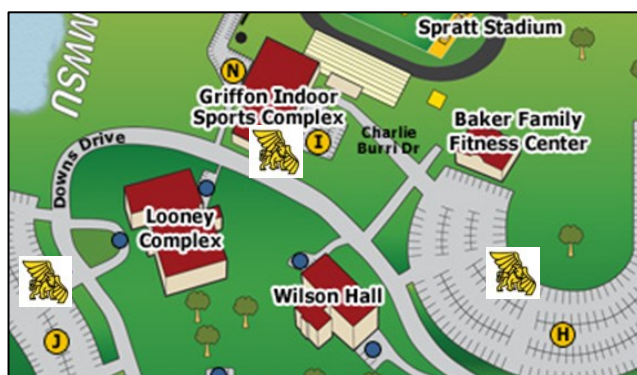 Spratt Stadium
MWSU
N
Griffon Indoor
Sports Complex
I
Charlie
Burri Dr
Baker Family
Fitness Center
Downs Drive
Looney
Complex
Wilson Hall
J
H